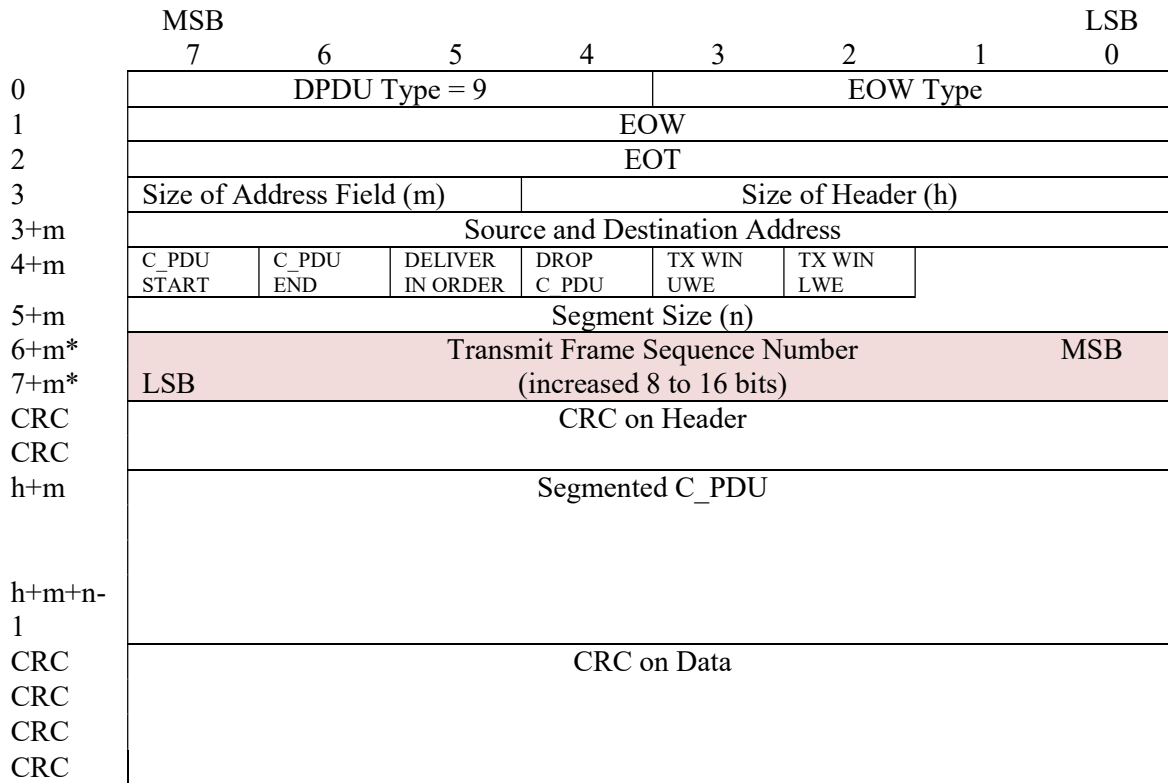 MSB LSB
7 6 5 4 3 2 1 0
0 DPDU Type = 9 EOW Type
1 EOW
2 EOT
3 Size of Address Field (m) Size of Header (h)
3+m Source and Destination Address
4+m C_PDU C_PDU DELIVER DROP TX WIN TX WIN
START END IN ORDER C_PDU UWE LWE
5+m Segment Size (n)
6+m* Transmit Frame Sequence Number MSB
7+m* LSB (increased 8 to 16 bits)
CRC CRC on Header
CRC
h+m Segmented C_PDU
h+m+n-
1
CRC CRC on Data
CRC
CRC
CRC